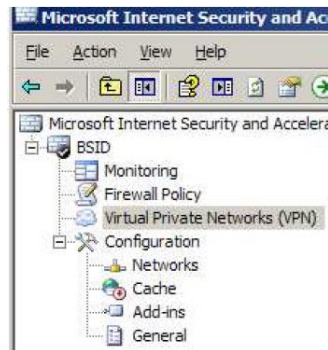 Microsoft Internet Security and Ac
File Action View Help
Microsoft Internet Security and Accelera
BSID
Monitoring
Firewall Policy
Virtual Private Networks (VPN)
Configuration
Networks
Cache
Add-ins
General